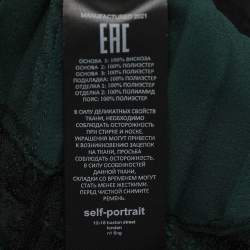 MANUFACTURED 2021
EAC
ОСНОВА 1: 100% ВИСКОЗА
ОСНОВА 2: 100% ПОЛИЭСТЕР
ОСНОВА 3: 100% ПОЛИЭСТЕР
ПОДКЛАДКА: 100% ПОЛИЭСТЕР
ОТДЕЛКА 1: 100% ПОЛИЭСТЕР
ОТДЕЛКА 2: 100% ПОЛИАМИД
ПОЯС: 100% ПОЛИЭСТЕР
В СИЛУ ДЕЛИКАТНЫХ СВОЙСТВ
ТКАНИ, НЕОБХОДИМО
СОБЛЮДАТЬ ОСТОРОЖНОСТЬ
ПРИ СТИРКЕ И НОСКЕ.
УКРАШЕНИЯ МОГУТ ПРИВЕСТИ
К ВОЗНИКНОВЕНИЮ ЗАЦЕПОК
НА ТКАНИ, ПРОСЬБА
СОБЛЮДАТЬ ОСТОРОЖНОСТЬ.
В СИЛУ ОСОБЕННОСТЕЙ
ДАННОЙ ТКАНИ,
СКЛАДКИ СО ВРЕМЕНЕМ МОГУТ
СТАТЬ МЕНЕЕ ЗАМЕТНЫМИ.
ПЕРЕД ЧИСТКОЙ СНИМИТЕ
РЕМЕНЬ.
self-portrait
london